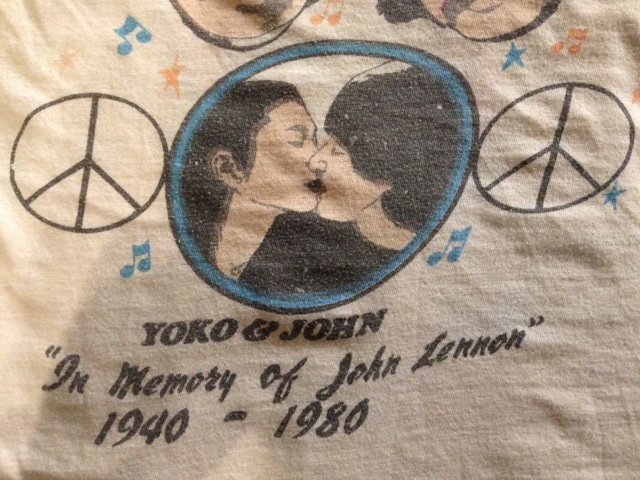 YOKO & JOHN
"In Memory of John Lennon"
1940 - 1980